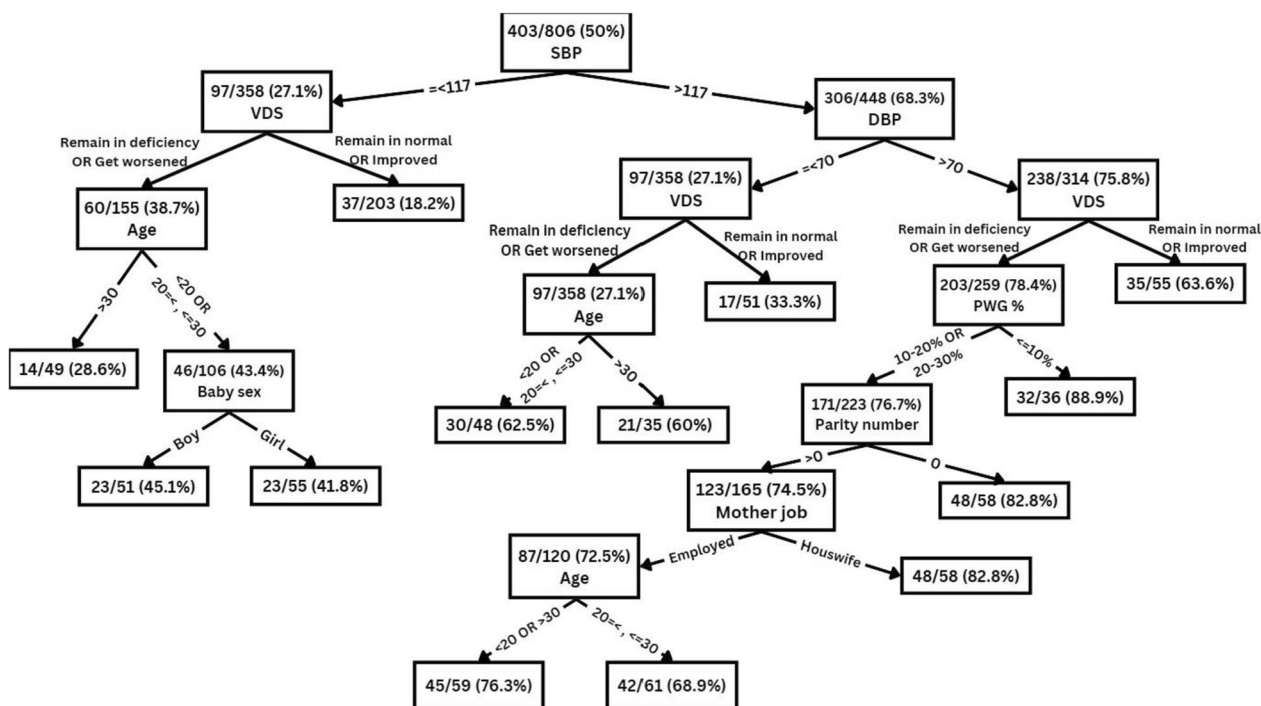 403/806 (50%)
SBP
=<117
>117
97/358 (27.1%)
VDS
306/448 (68.3%)
DBP
Remain in deficiency
OR Get worsened
Remain in normal
OR Improved
=<70
>70
60/155 (38.7%)
Age
37/203 (18.2%)
97/358 (27.1%)
VDS
238/314 (75.8%)
VDS
Remain in deficiency
OR Get worsened
Remain in normal
OR Improved
Remain in deficiency
OR Get worsened
Remain in normal
OR Improved
>30
<20 OR
20=< , <=30
97/358 (27.1%)
Age
17/51 (33.3%)
203/259 (78.4%)
PWG %
35/55 (63.6%)
14/49 (28.6%)
46/106 (43.4%)
Baby sex
<20 OR
20=< , <=30
>30
10-20% OR
20-30%
<=10%
Boy
Girl
30/48 (62.5%)
21/35 (60%)
171/223 (76.7%)
Parity number
32/36 (88.9%)
23/51 (45.1%)
23/55 (41.8%)
>0
0
123/165 (74.5%)
Mother job
48/58 (82.8%)
Employed
Houswife
87/120 (72.5%)
Age
48/58 (82.8%)
<20 OR >30
20=< , <=30
45/59 (76.3%)
42/61 (68.9%)